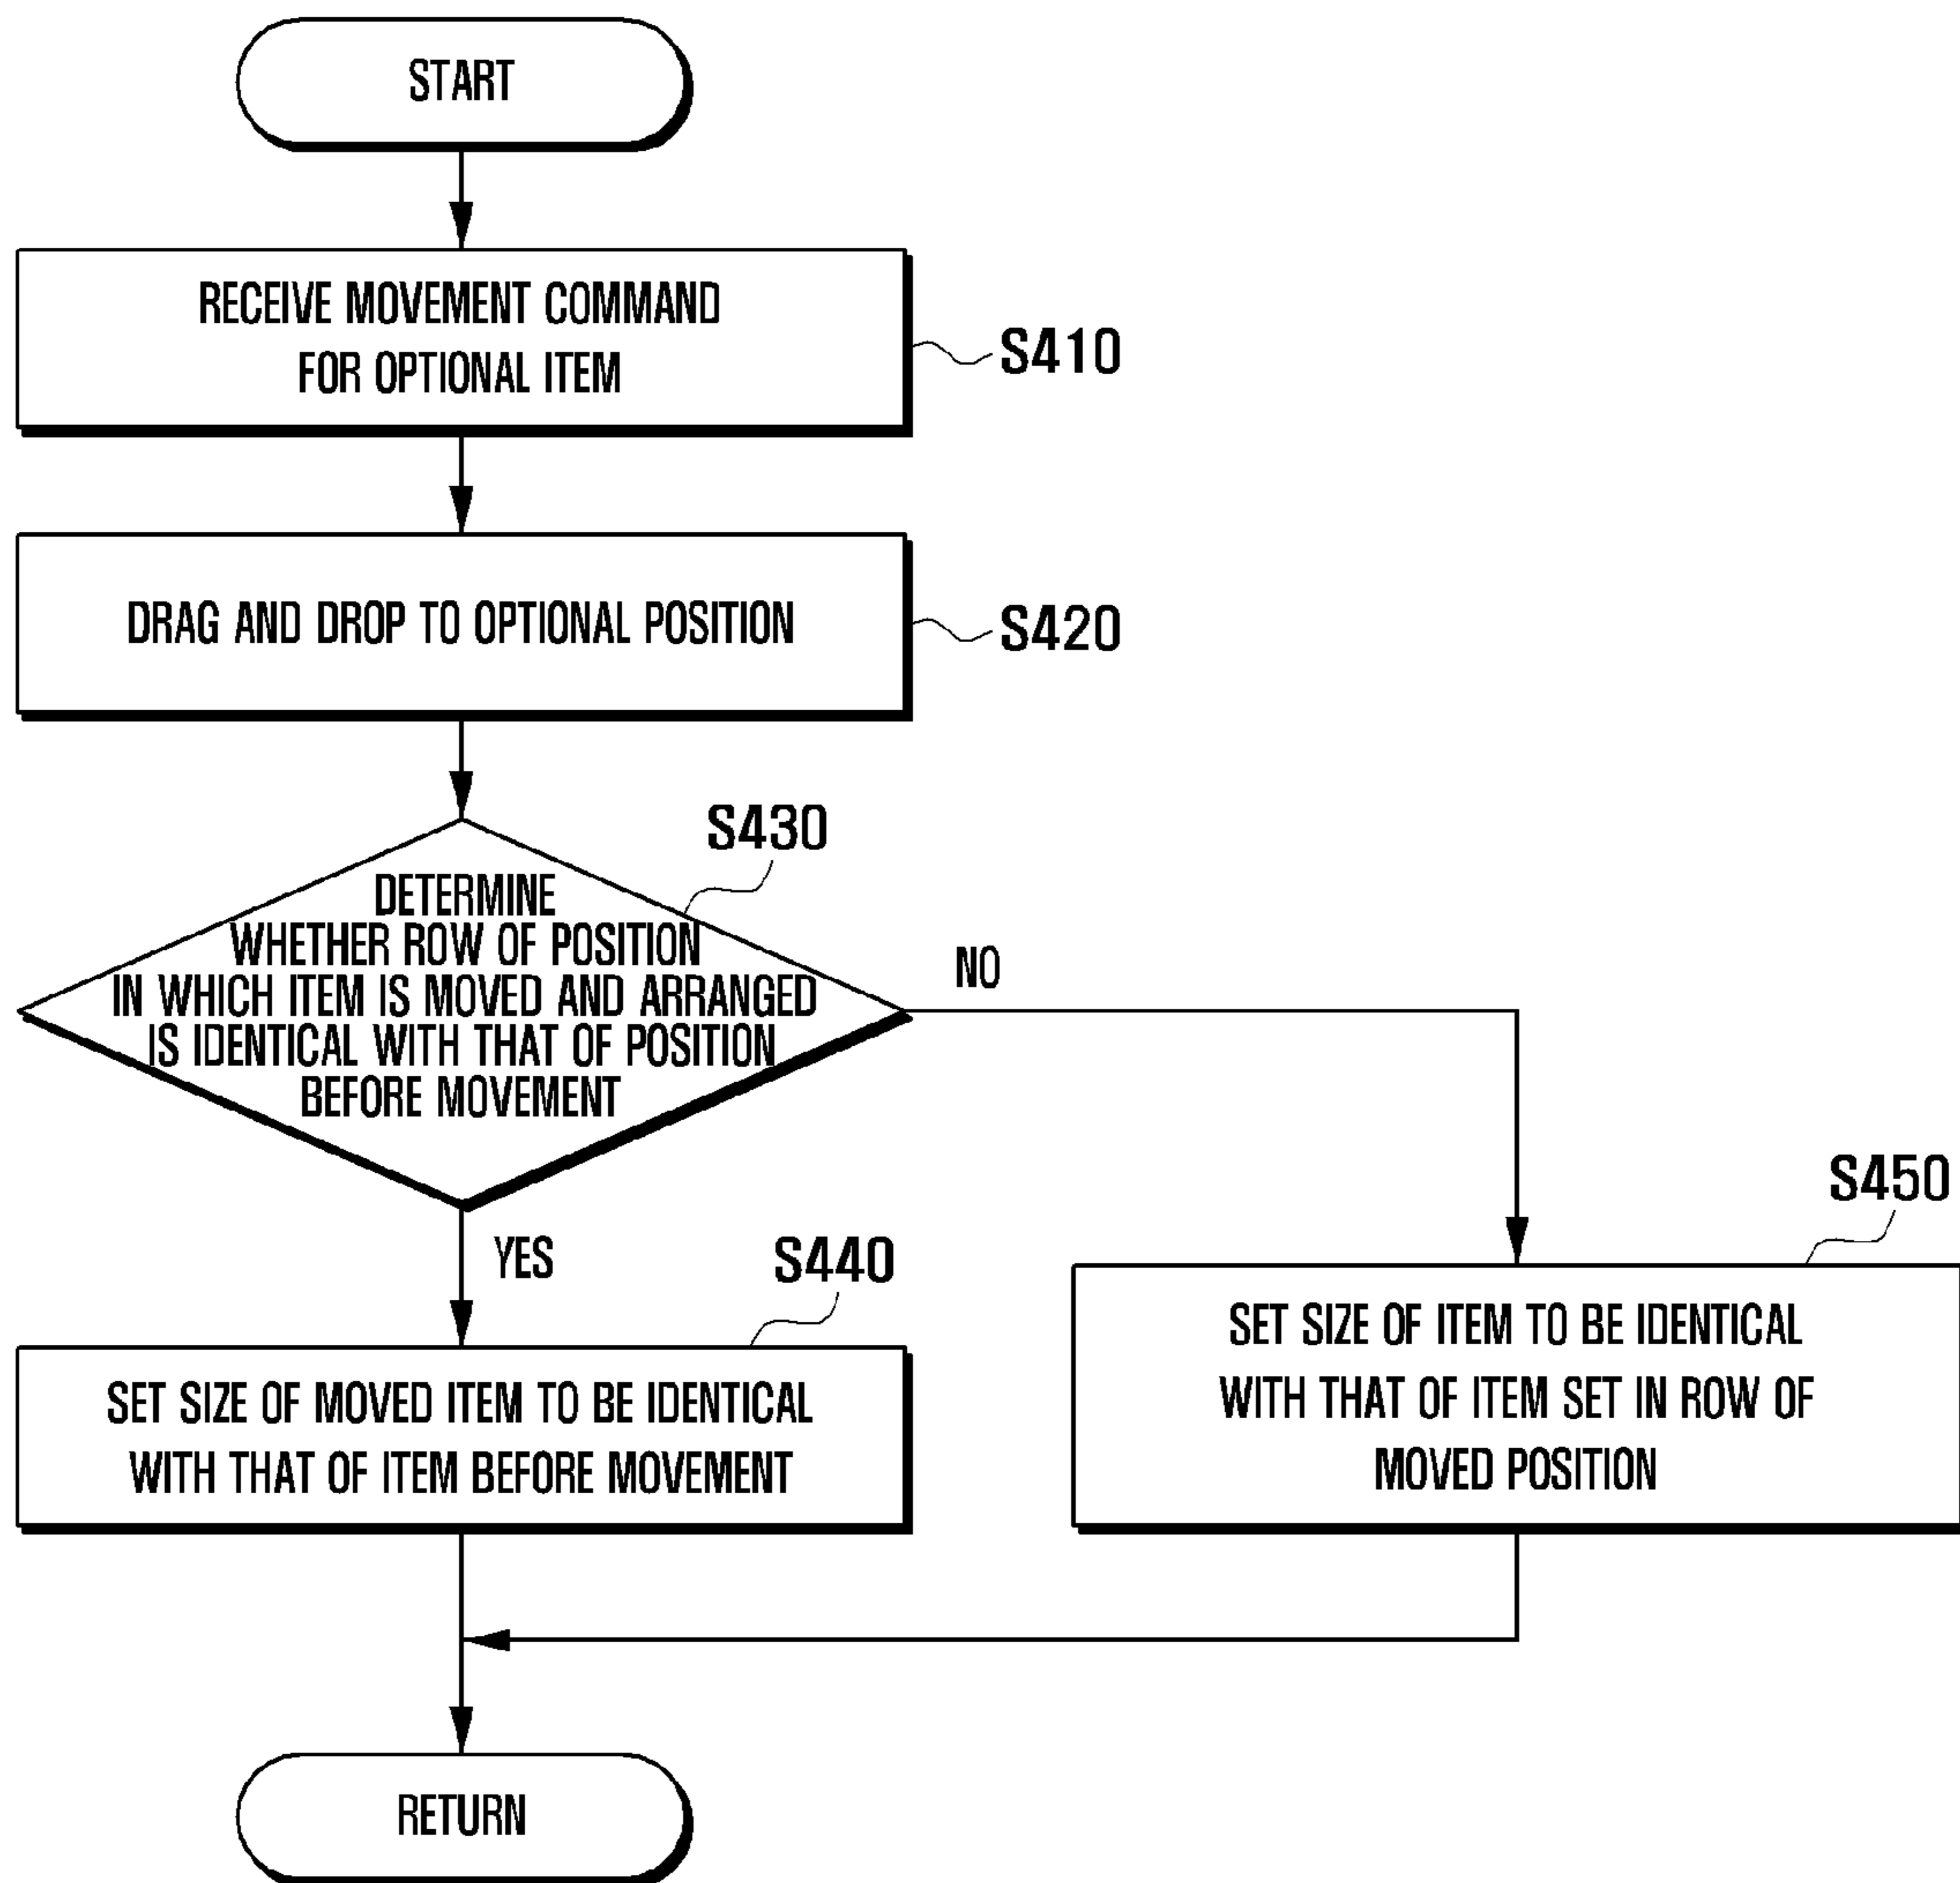 START
RECEIVE MOVEMENT COMMAND
FOR OPTIONAL ITEM
S410
DRAG AND DROP TO OPTIONAL POSITION
S420
S430
DETERMINE
WHETHER ROW OF POSITION
IN WHICH ITEM IS MOVED AND ARRANGED
IS IDENTICAL WITH THAT OF POSITION
BEFORE MOVEMENT
NO
YES
S440
SET SIZE OF MOVED ITEM TO BE IDENTICAL
WITH THAT OF ITEM BEFORE MOVEMENT
S450
SET SIZE OF ITEM TO BE IDENTICAL
WITH THAT OF ITEM SET IN ROW OF
MOVED POSITION
RETURN